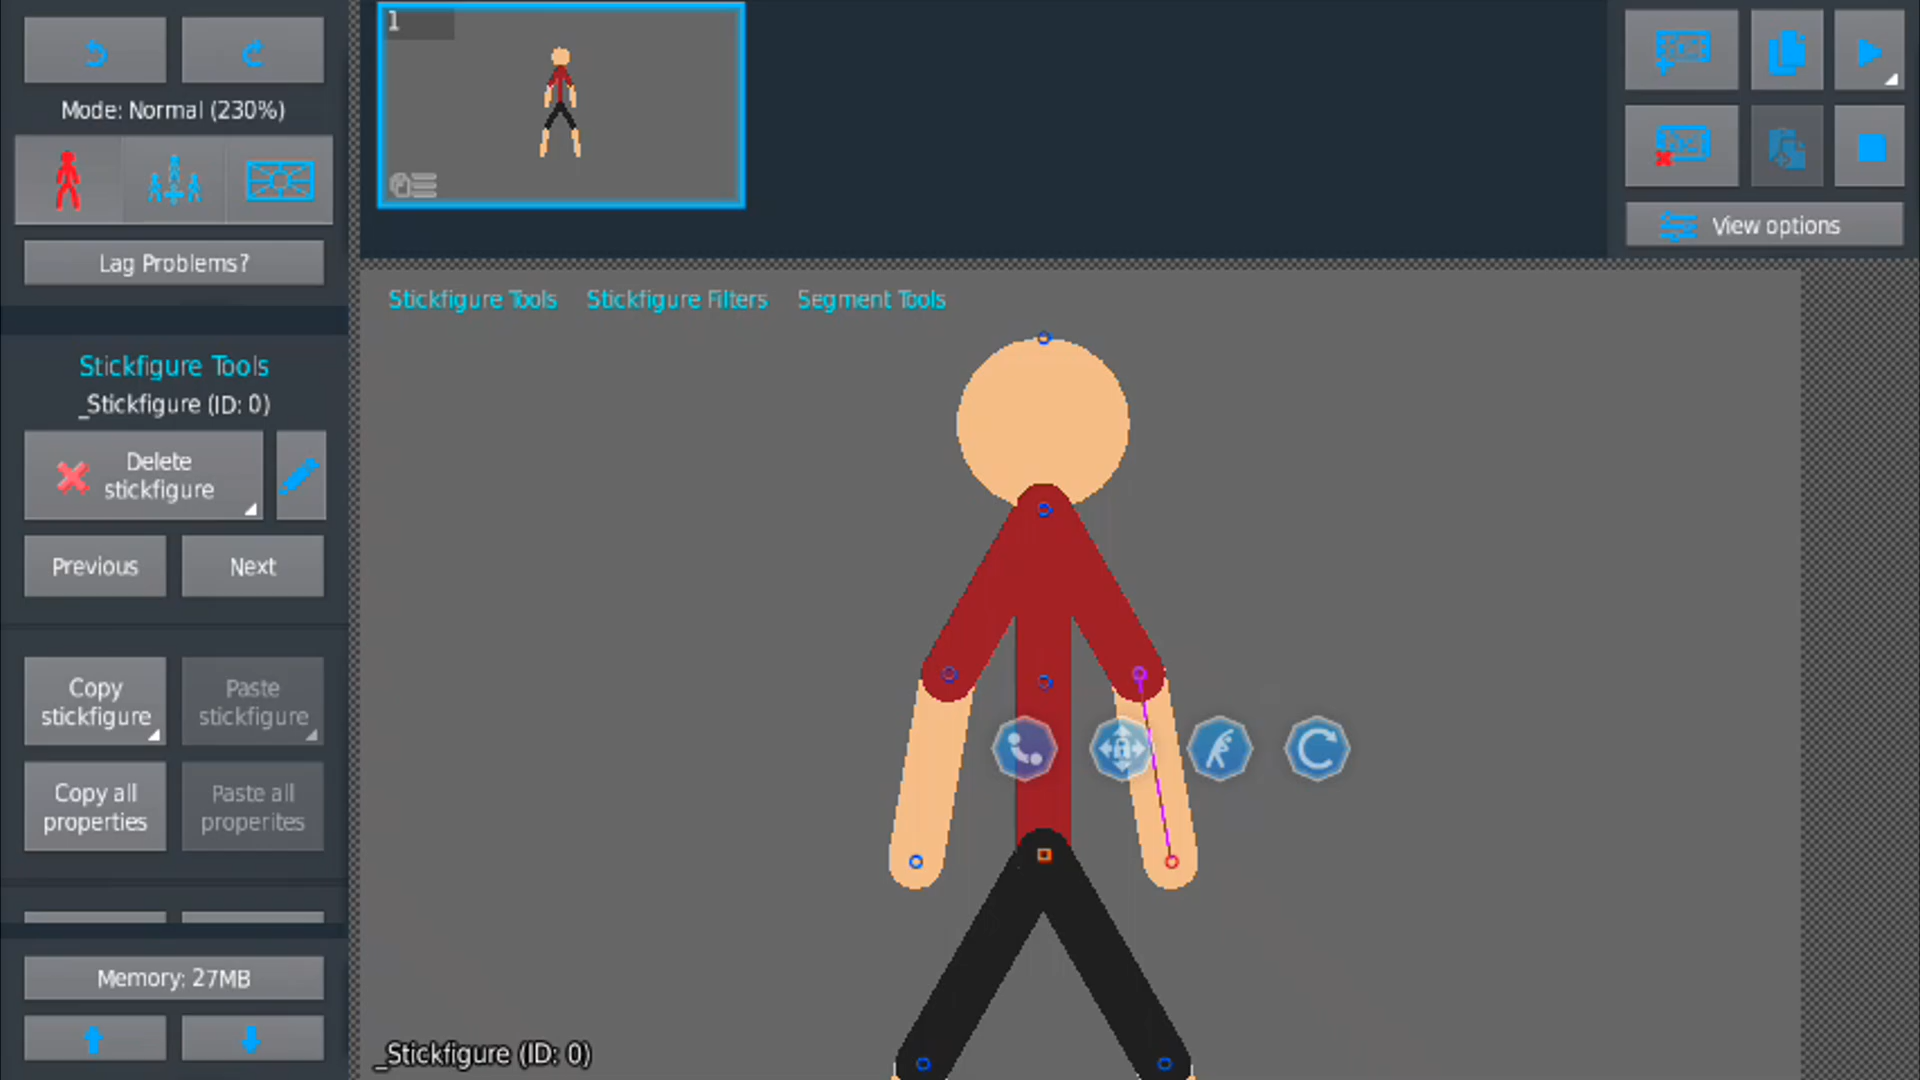 1
Mode: Normal (230%)
Lag Problems?
View options
Stickfigure Tools Stickfigure Filters Segment Tools
Stickfigure Tools
_Stickfigure (ID: 0)
Delete
stickfigure
Previous Next
Copy
stickfigure
Paste
stickfigure
Copy all
properties
Paste all
properites
Memory: 27MB
_Stickfigure (ID: 0)